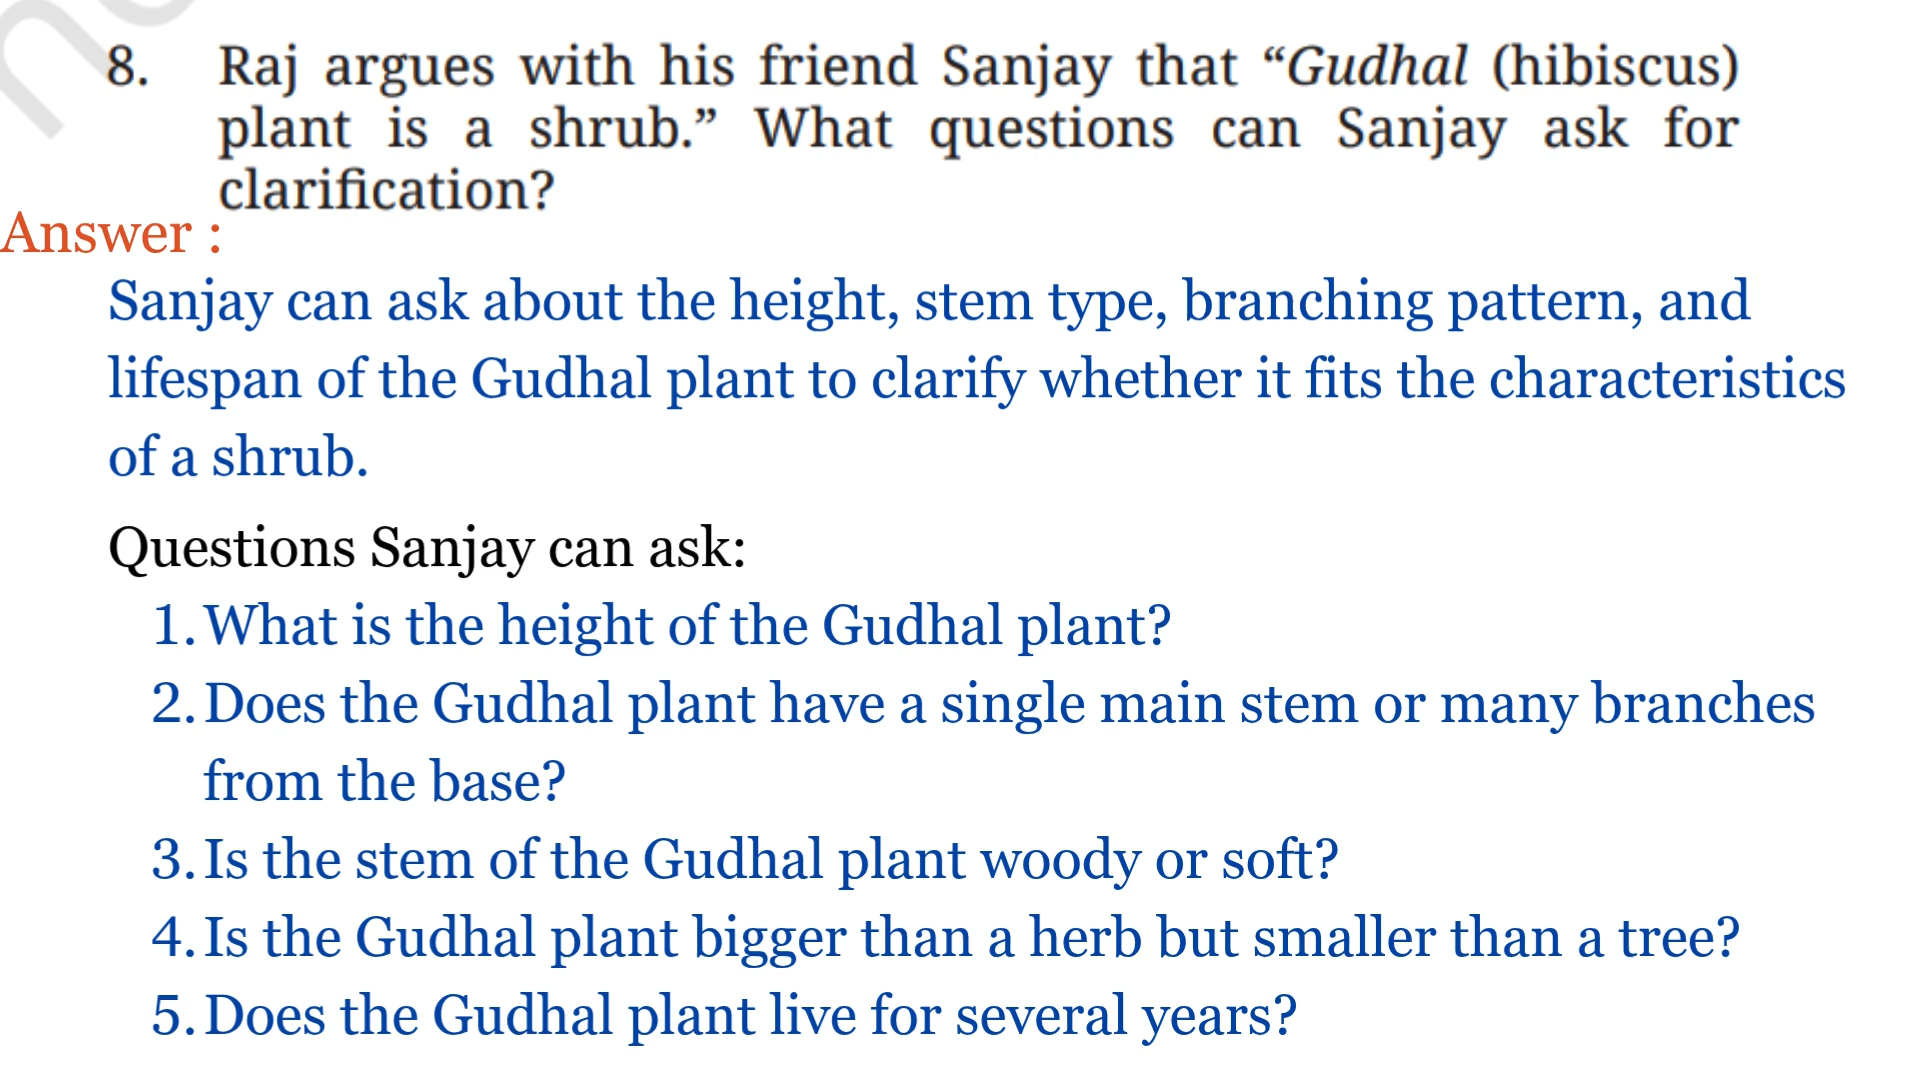 8. Raj argues with his friend Sanjay that “Gudhal (hibiscus)
plant is a shrub.” What questions can Sanjay ask for
clarification?
Answer :
Sanjay can ask about the height, stem type, branching pattern, and
lifespan of the Gudhal plant to clarify whether it fits the characteristics
of a shrub.
Questions Sanjay can ask:
1. What is the height of the Gudhal plant?
2. Does the Gudhal plant have a single main stem or many branches
from the base?
3. Is the stem of the Gudhal plant woody or soft?
4. Is the Gudhal plant bigger than a herb but smaller than a tree?
5. Does the Gudhal plant live for several years?